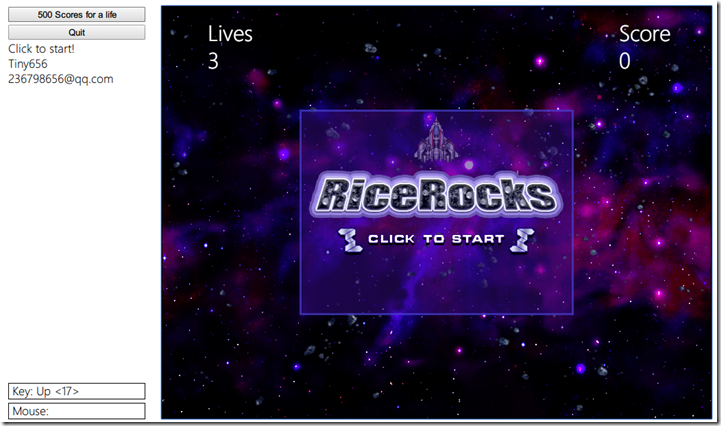 500 Scores for a life
Quit
Click to start!
Tiny656
236798656@qq.com
Key: Up <17>
Mouse:
Lives
3
Score
0
RiceRocks
CLICK TO START